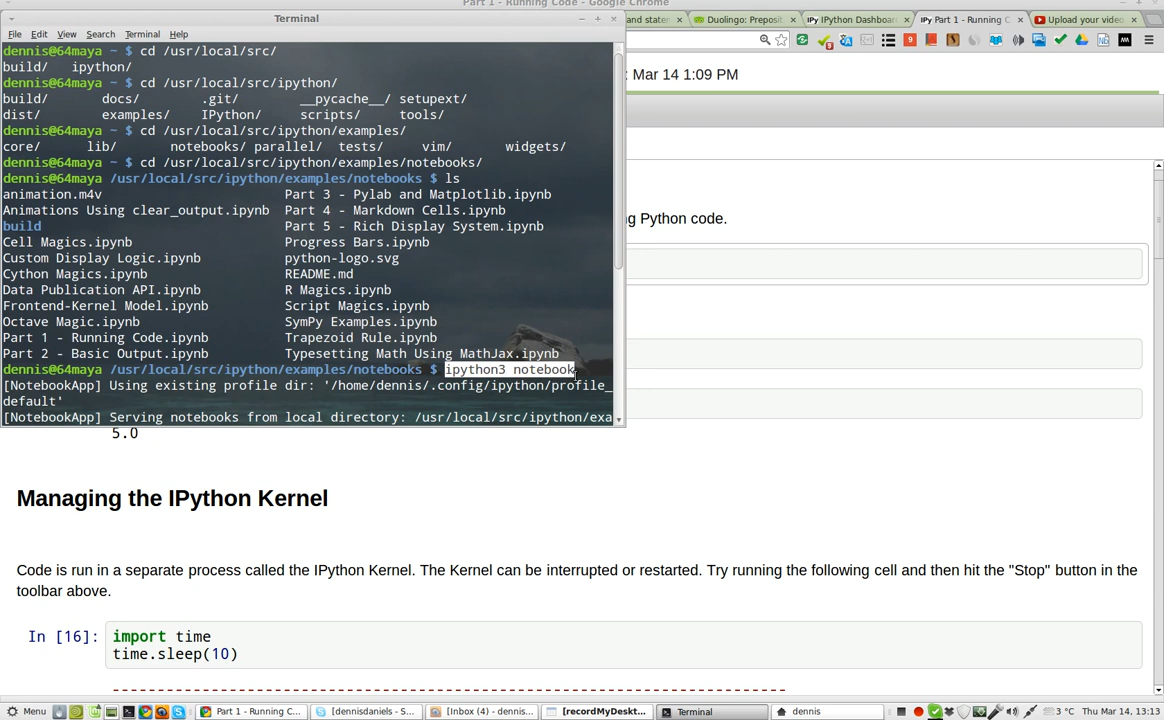 Part 1 - Running Code - Google Chrome
Terminal
and staten
Duolingo: Preposit
IPython Dashboar
Part 1 - Running C
Upload your video
File Edit View Search Terminal Help
: Mar 14 1:09 PM
dennis@64maya ~ $ cd /usr/local/src/
build/ ipython/
dennis@64maya ~ $ cd /usr/local/src/ipython/
build/ docs/ .git/ __pycache__/ setupext/
dist/ examples/ IPython/ scripts/ tools/
dennis@64maya ~ $ cd /usr/local/src/ipython/examples/
core/ lib/ notebooks/ parallel/ tests/ vim/ widgets/
dennis@64maya ~ $ cd /usr/local/src/ipython/examples/notebooks/
dennis@64maya /usr/local/src/ipython/examples/notebooks $ ls
animation.m4v Part 3 - Pylab and Matplotlib.ipynb
Animations Using clear_output.ipynb Part 4 - Markdown Cells.ipynb
build Part 5 - Rich Display System.ipynb
Cell Magics.ipynb Progress Bars.ipynb
Custom Display Logic.ipynb python-logo.svg
Cython Magics.ipynb README.md
Data Publication API.ipynb R Magics.ipynb
Frontend-Kernel Model.ipynb Script Magics.ipynb
Octave Magic.ipynb SymPy Examples.ipynb
Part 1 - Running Code.ipynb Trapezoid Rule.ipynb
Part 2 - Basic Output.ipynb Typesetting Math Using MathJax.ipynb
dennis@64maya /usr/local/src/ipython/examples/notebooks $ ipython3 notebook
[NotebookApp] Using existing profile dir: '/home/dennis/.config/ipython/profile_
default'
[NotebookApp] Serving notebooks from local directory: /usr/local/src/ipython/exa
g Python code.
5.0
Managing the IPython Kernel
Code is run in a separate process called the IPython Kernel. The Kernel can be interrupted or restarted. Try running the following cell and then hit the "Stop" button in the
toolbar above.
In [16]: import time
time.sleep(10)
Menu
Part 1 - Running C...
[dennisdaniels - S...
[Inbox (4) - dennis...
[recordMyDeskt...
Terminal
dennis
3 °C Thu Mar 14, 13:13